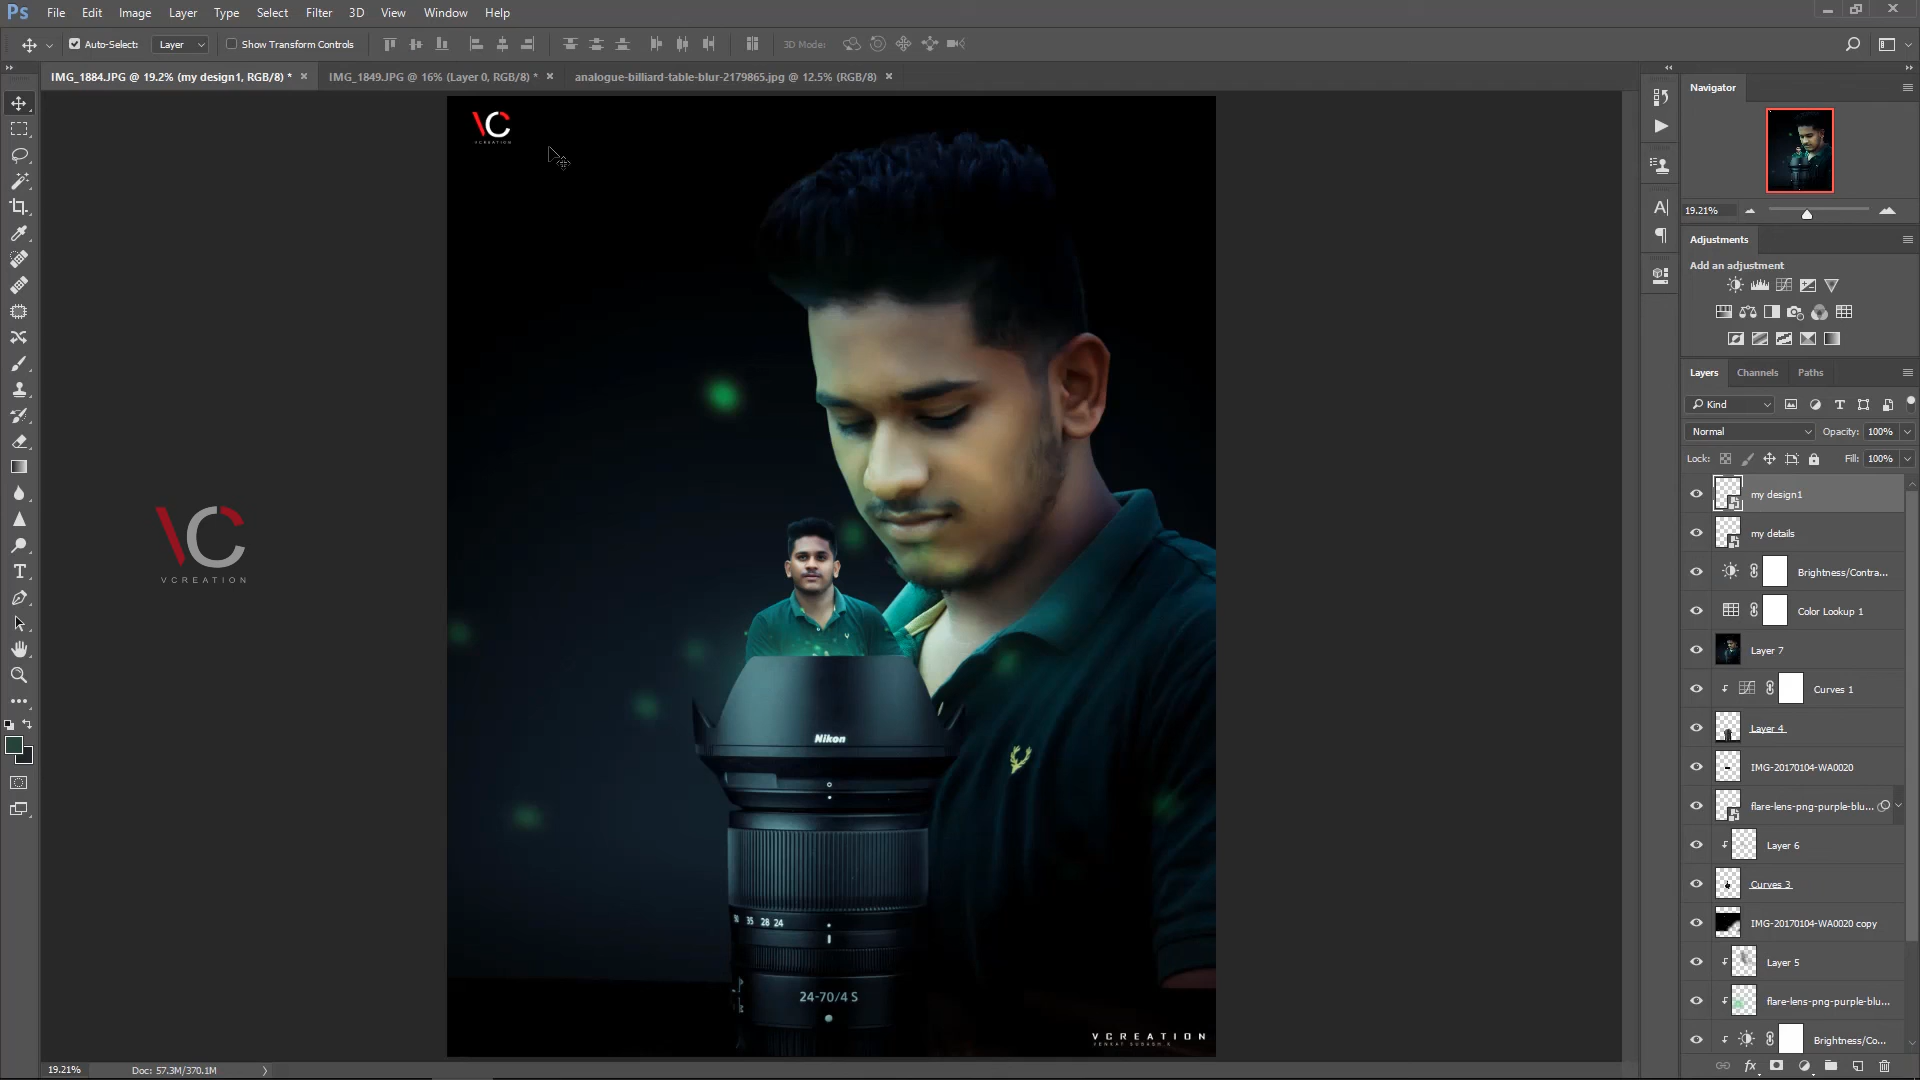 Ps File Edit Image Layer Type Select Filter 3D View Window Help
Auto-Select: Layer Show Transform Controls 3D Mode:
IMG_1884.JPG @ 19.2% (my design1, RGB/8) * IMG_1849.JPG @ 16% (Layer 0, RGB/8) * analogue-billiard-table-blur-2179865.jpg @ 12.5% (RGB/8)
Navigator
19.21%
Adjustments
Add an adjustment
Layers Channels Paths
Kind
Normal Opacity: 100%
Lock: Fill: 100%
my design1
my details
Brightness/Contra...
Color Lookup 1
Layer 7
Curves 1
Layer 4
IMG-20170104-WA0020
flare-lens-png-purple-blu...
Layer 6
Curves 3
IMG-20170104-WA0020 copy
Layer 5
flare-lens-png-purple-blu...
Brightness/Co...
VC
VCREATION
VC
VCREATION
Nikon
50 35 28 24
24-70/4 S
VCREATION
19.21% Doc: 57.3M/370.1M